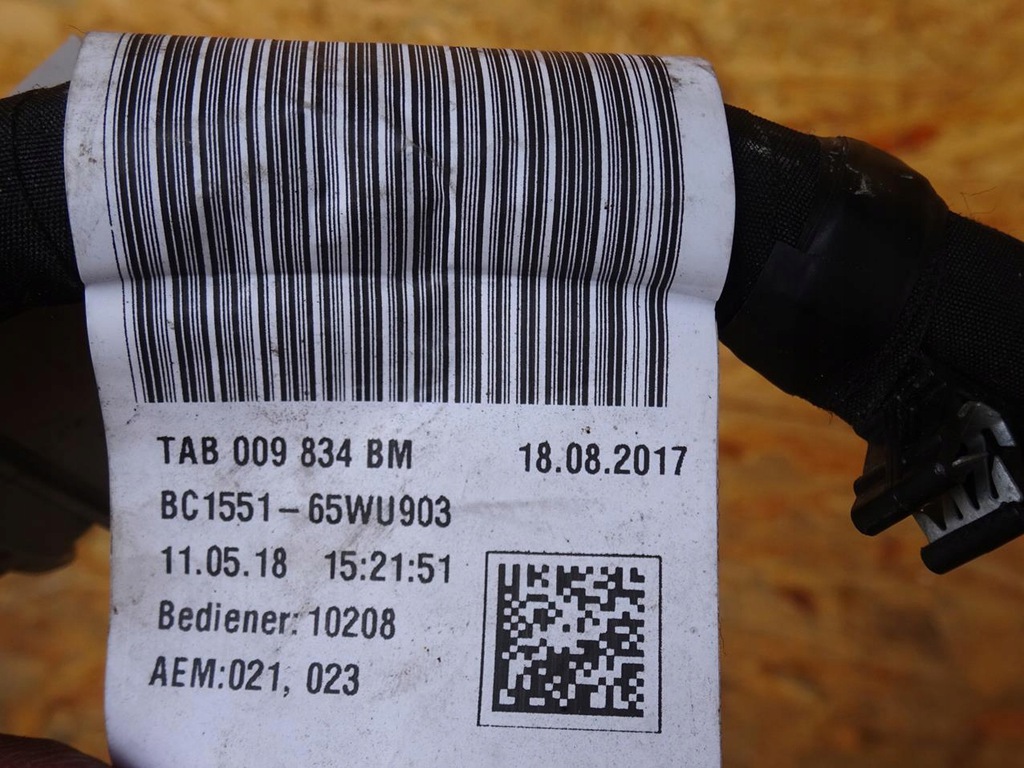 TAB 009 834 BM 18.08.2017
BC1551-65WU903
11.05.18 15:21:51
Bediener: 10208
AEM:021, 023